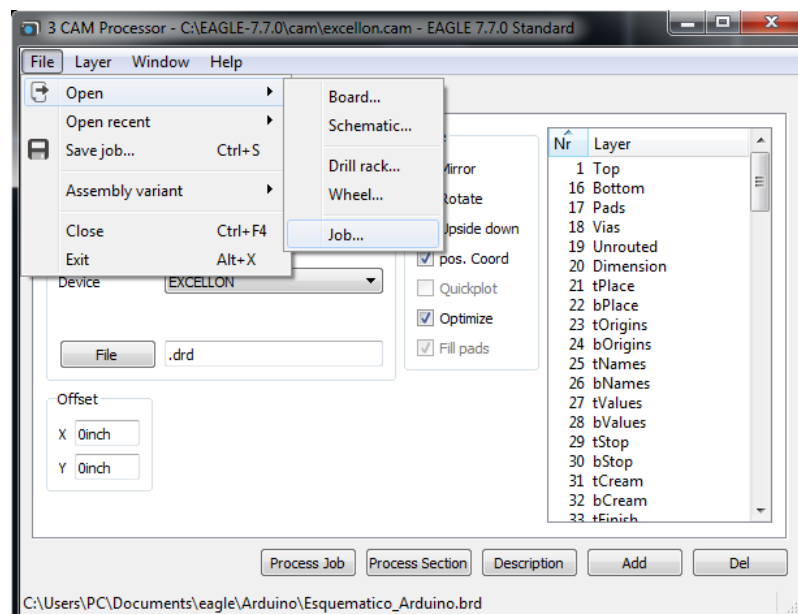 3 CAM Processor - C:\EAGLE-7.7.0\cam\excellon.cam - EAGLE 7.7.0 Standard
File Layer Window Help
Open
Open recent
Save job... Ctrl+S
Assembly variant
Close Ctrl+F4
Exit Alt+X
Board...
Schematic...
Drill rack...
Wheel...
Job...
Mirror
Rotate
Upside down
pos. Coord
Quickplot
Optimize
Fill pads
Device EXCELLON
File .drd
Offset
X 0inch
Y 0inch
Nr Layer
1 Top
16 Bottom
17 Pads
18 Vias
19 Unrouted
20 Dimension
21 tPlace
22 bPlace
23 tOrigins
24 bOrigins
25 tNames
26 bNames
27 tValues
28 bValues
29 tStop
30 bStop
31 tCream
32 bCream
33 tFinish
Process Job Process Section Description Add Del
C:\Users\PC\Documents\eagle\Arduino\Esquematico_Arduino.brd